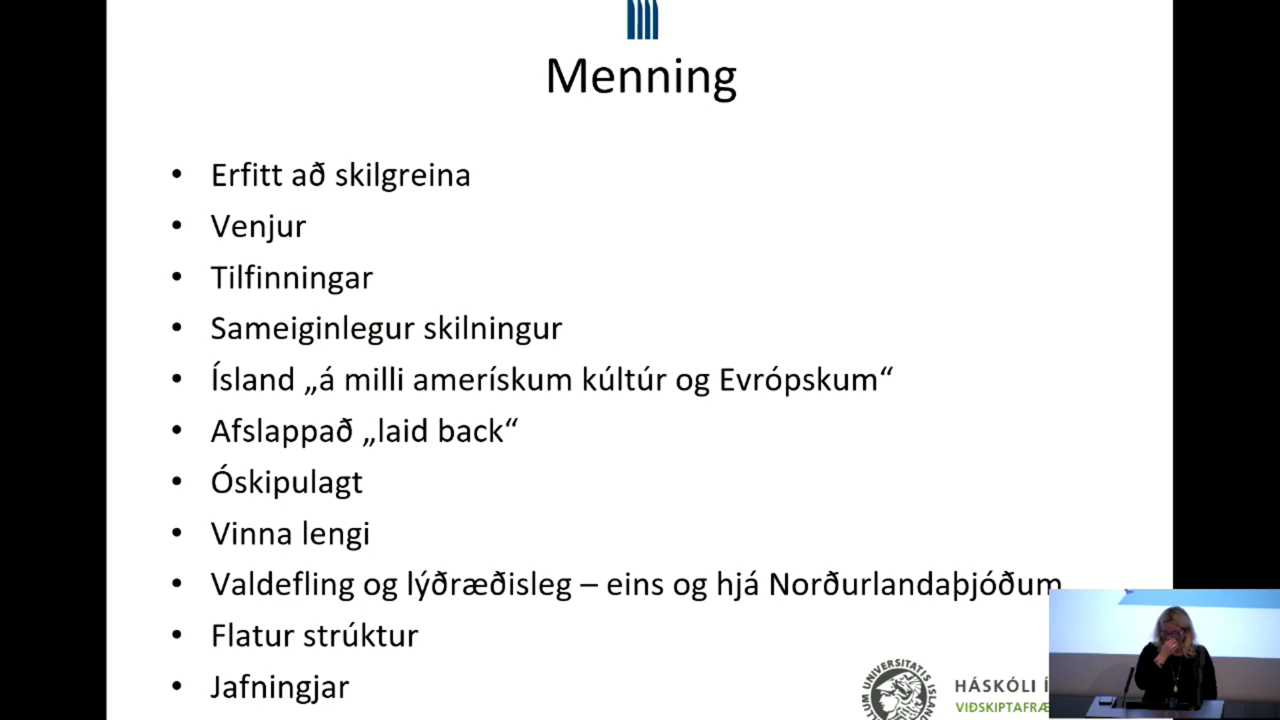 Menning
• Erfitt að skilgreina
• Venjur
• Tilfinningar
• Sameiginlegur skilningur
• Ísland „á milli amerískum kúltúr og Evrópskum“
• Afslappað „laid back“
• Óskipulagt
• Vinna lengi
• Valdefling og lýðræðisleg – eins og hjá Norðurlandaþjóðum
• Flatur strúktur
• Jafningjar
UNIVERSITATIS
HÁSKÓLI